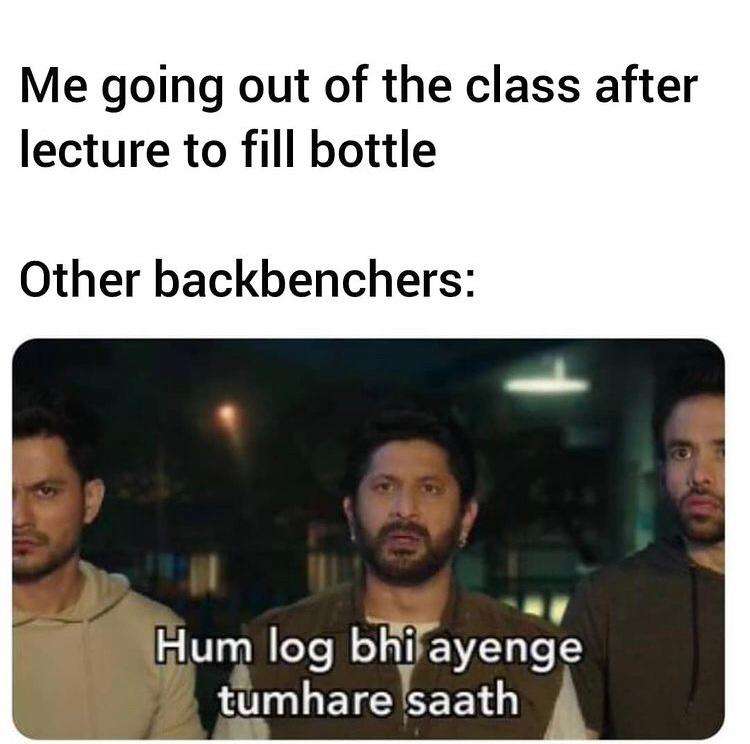 Me going out of the class after
lecture to fill bottle
Other backbenchers:
Hum log bhi ayenge
tumhare saath